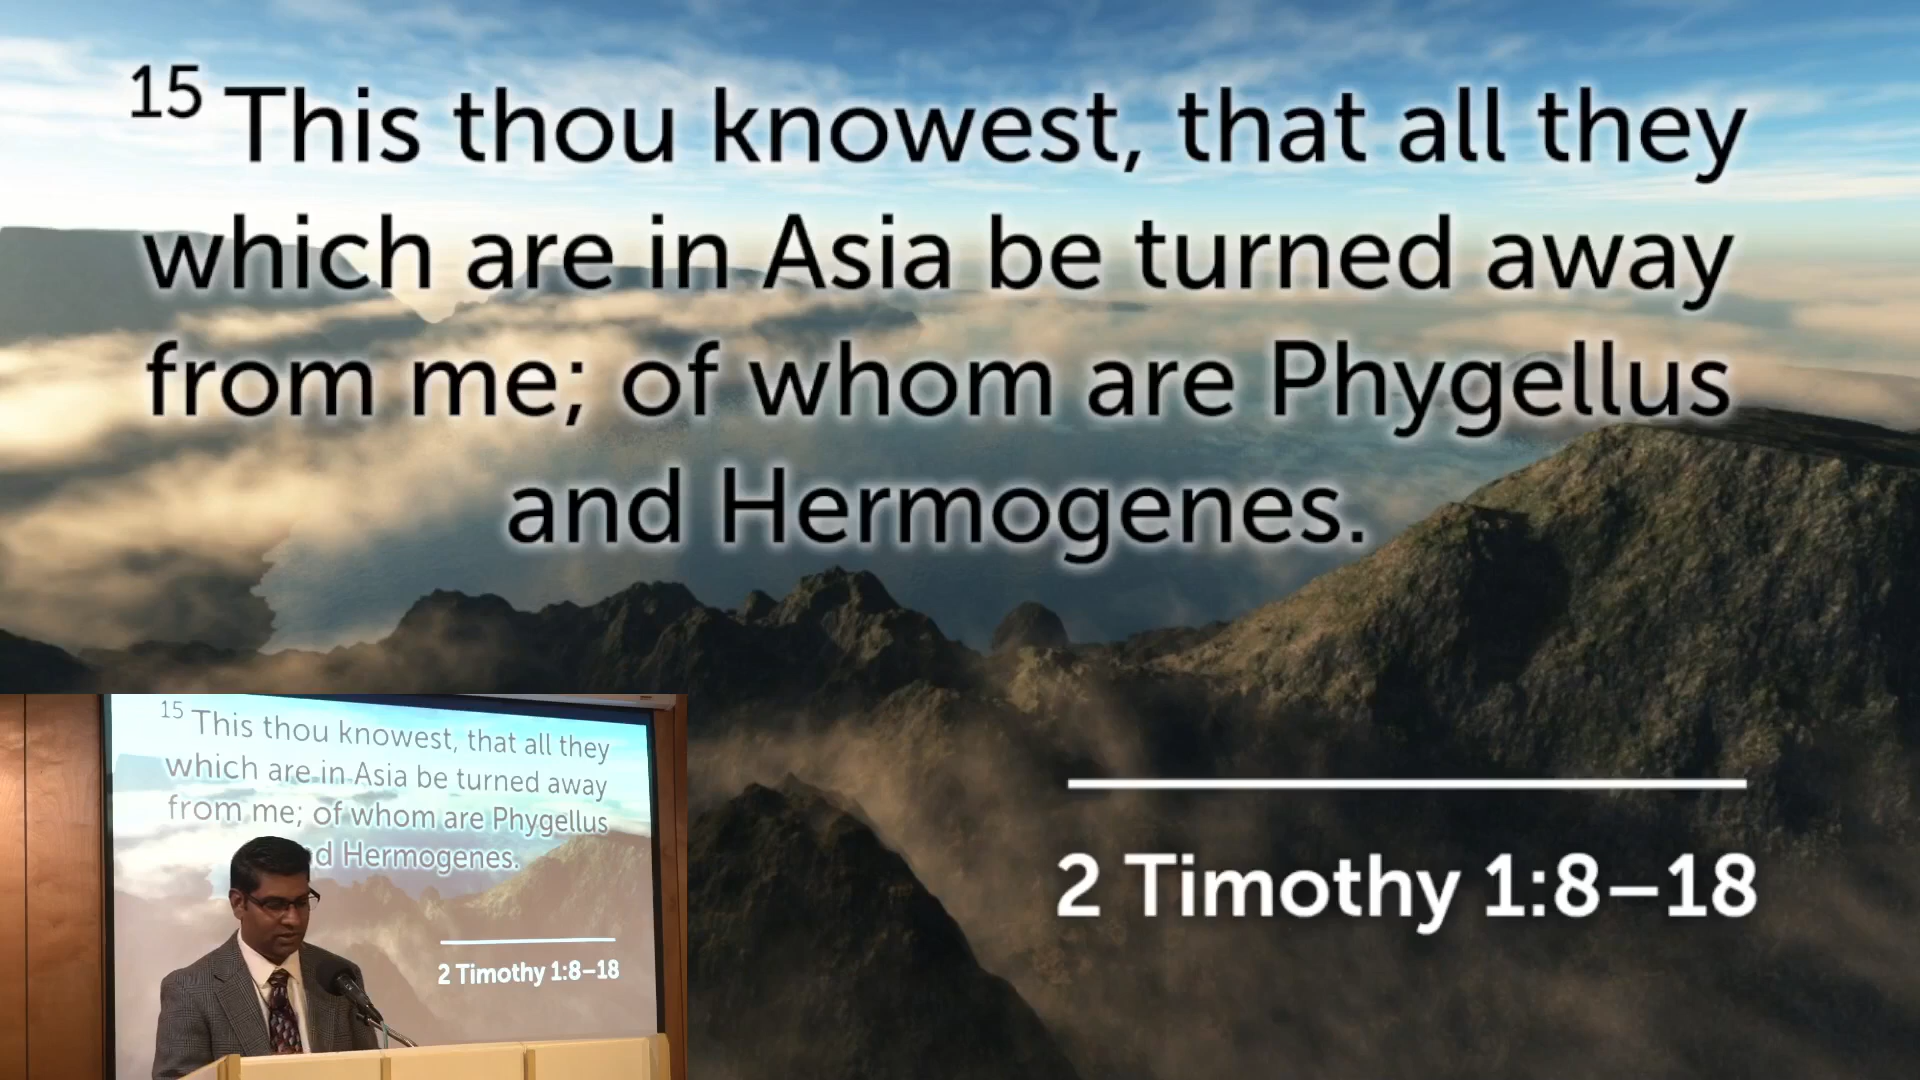 15 This thou knowest, that all they
which are in Asia be turned away
from me; of whom are Phygellus
and Hermogenes.
2 Timothy 1:8–18
15 This thou knowest, that all they
which are in Asia be turned away
from me; of whom are Phygellus
d Hermogenes.
2 Timothy 1:8–18